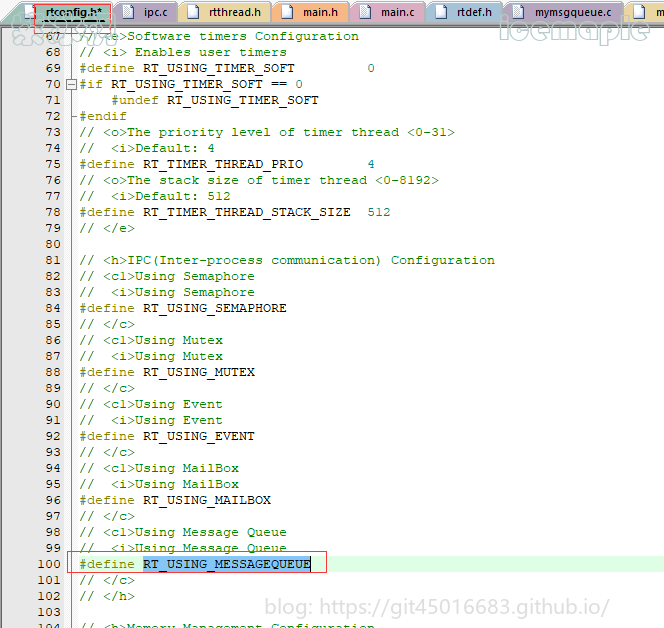 rtconfig.h* ipc.c rtthread.h main.h main.c rtdef.h mymsgqueue.c m
icemaple
67 // <e>Software timers Configuration
68 // <i> Enables user timers
69 #define RT_USING_TIMER_SOFT 0
70 #if RT_USING_TIMER_SOFT == 0
71 #undef RT_USING_TIMER_SOFT
72 #endif
73 // <o>The priority level of timer thread <0-31>
74 // <i>Default: 4
75 #define RT_TIMER_THREAD_PRIO 4
76 // <o>The stack size of timer thread <0-8192>
77 // <i>Default: 512
78 #define RT_TIMER_THREAD_STACK_SIZE 512
79 // </e>
80
81 // <h>IPC(Inter-process communication) Configuration
82 // <c1>Using Semaphore
83 // <i>Using Semaphore
84 #define RT_USING_SEMAPHORE
85 // </c>
86 // <c1>Using Mutex
87 // <i>Using Mutex
88 #define RT_USING_MUTEX
89 // </c>
90 // <c1>Using Event
91 // <i>Using Event
92 #define RT_USING_EVENT
93 // </c>
94 // <c1>Using MailBox
95 // <i>Using MailBox
96 #define RT_USING_MAILBOX
97 // </c>
98 // <c1>Using Message Queue
99 // <i>Using Message Queue
100 #define RT_USING_MESSAGEQUEUE
101 // </c>
102 // </h>
103
104 // <h>Memory Management Configuration
blog: https://git45016683.github.io/